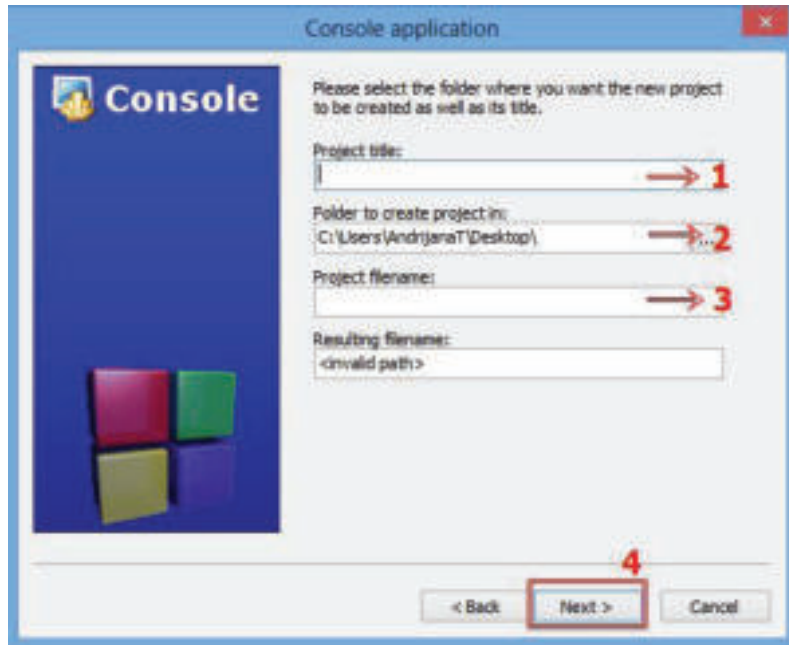 Console application
Console
Please select the folder where you want the new project
to be created as well as its title.
Project title:
1
Folder to create project in:
C:\Users\AndrijanaT\Desktop\
...2
Project filename:
3
Resulting filename:
<invalid path>
4
< Back
Next >
Cancel